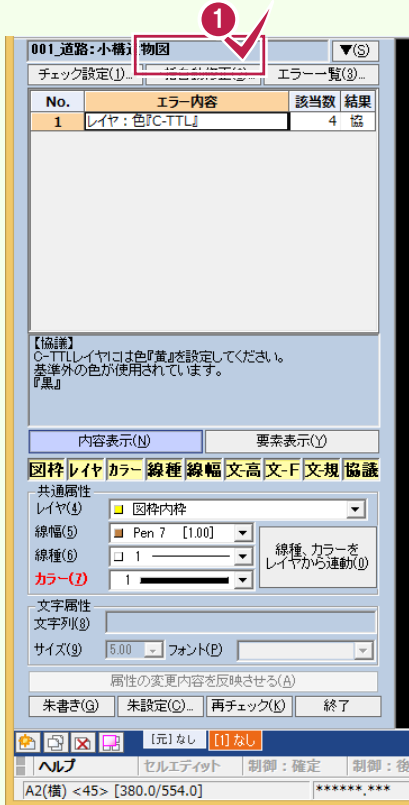 1
001_道路:小構造物図 ▼(S)
チェック設定(1)... 一括自動修正(2)... エラー一覧(3)...
No. エラー内容 該当数 結果
1 レイヤ:色『C-TTL』 4 協
【協議】
C-TTLレイヤには色『黄』を設定してください。
基準外の色が使用されています。
『黒』
内容表示(N) 要素表示(Y)
図枠 レイヤ カラー 線種 線幅 文-高 文-F 文-規 協議
共通属性
レイヤ(4) 図枠内枠
線幅(5) Pen 7 [1.00]
線種(6) 1
線種、カラーを
レイヤから連動(0)
カラー(7) 1
文字属性
文字列(8)
サイズ(9) 5.00 フォント(P)
属性の変更内容を反映させる(A)
朱書き(G) 朱設定(C)... 再チェック(K) 終了
[元]なし [1]なし
ヘルプ セルエディット 制御:確定 制御:後
A2(横) <45> [380.0/554.0] ******.***